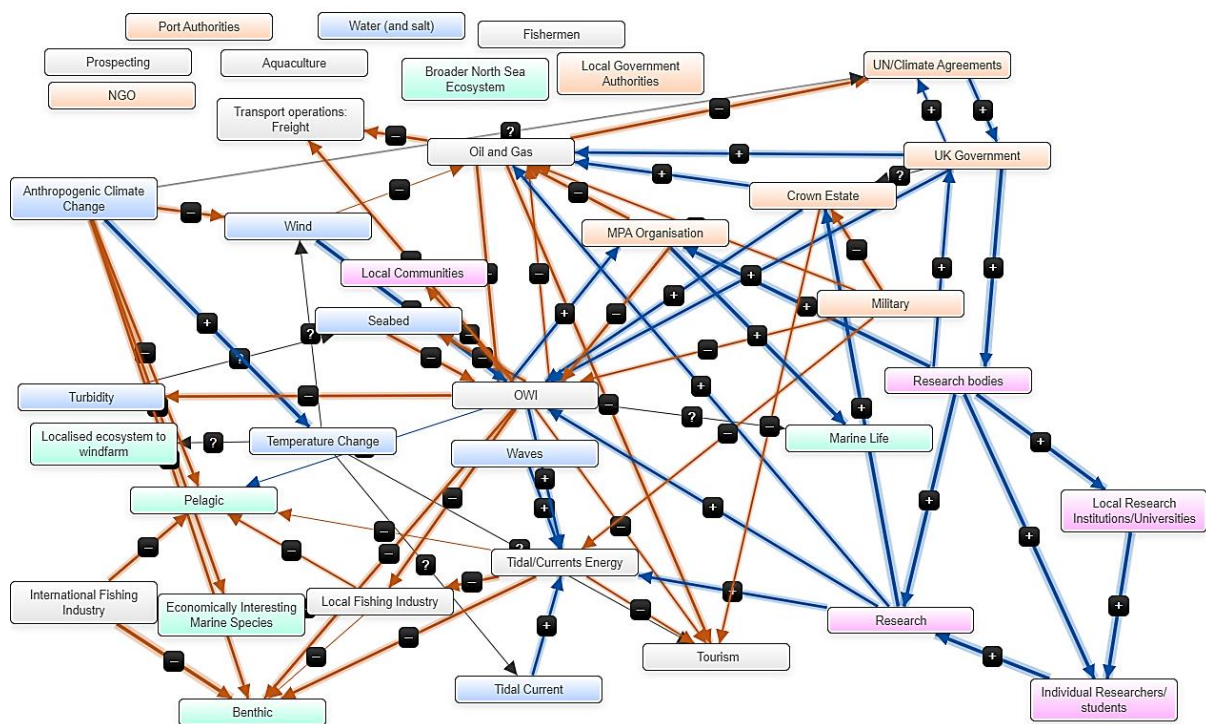 Port Authorities
Water (and salt)
Fishermen
Prospecting
Aquaculture
Broader North Sea
Ecosystem
Local Government
Authorities
UN/Climate Agreements
NGO
Transport operations:
Freight
Oil and Gas
UK Government
Anthropogenic Climate
Change
Wind
Crown Estate
MPA Organisation
Local Communities
Military
Seabed
Research bodies
Turbidity
OWI
Localised ecosystem to
windfarm
Temperature Change
Marine Life
Waves
Pelagic
Local Research
Institutions/Universities
Tidal/Currents Energy
International Fishing
Industry
Economically Interesting
Marine Species
Local Fishing Industry
Research
Tourism
Tidal Current
Individual Researchers/
students
Benthic